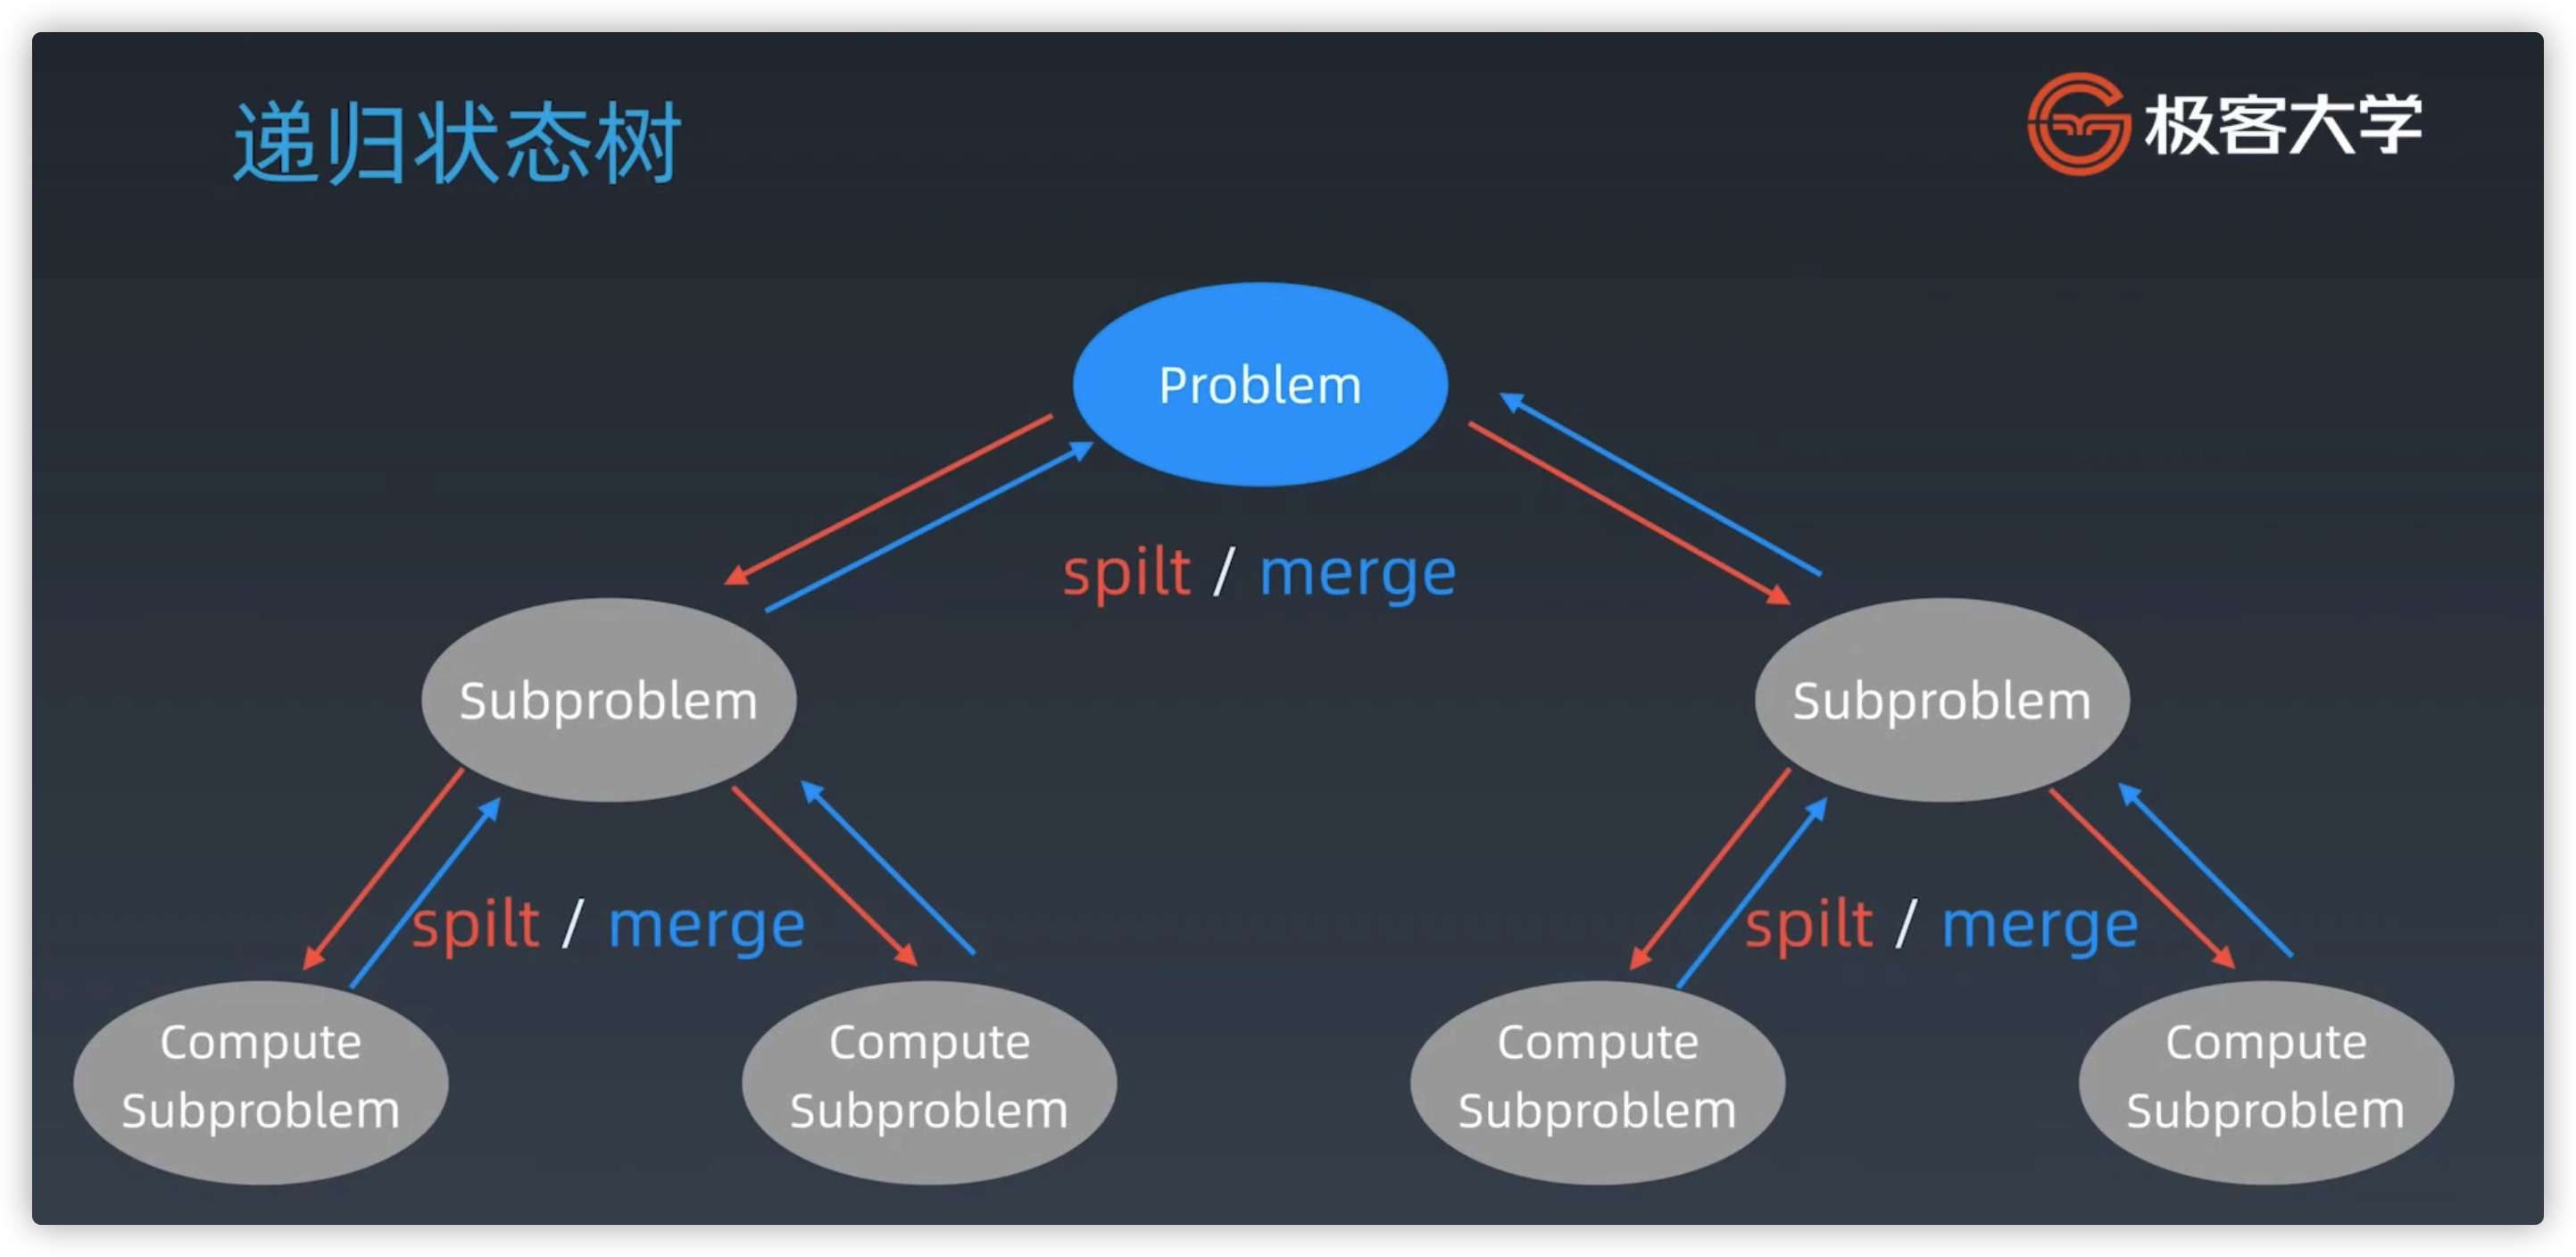 递归状态树
极客大学
Problem
spilt / merge
Subproblem
Subproblem
spilt / merge
spilt / merge
Compute
Subproblem
Compute
Subproblem
Compute
Subproblem
Compute
Subproblem